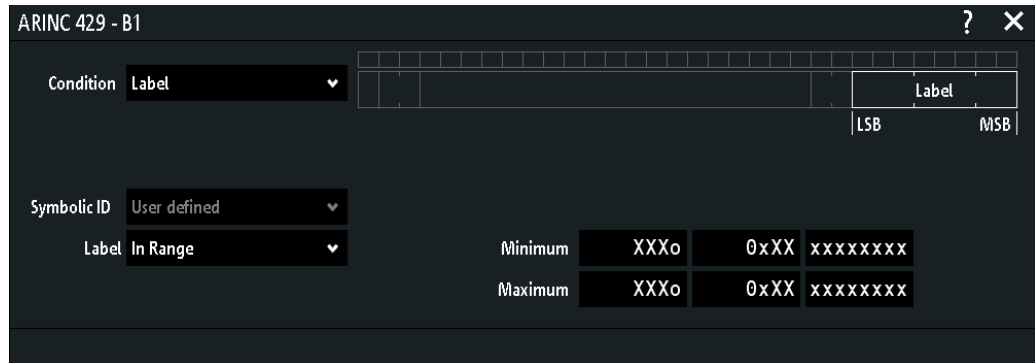 ARINC 429 - B1 ? ×
Condition Label
Label
LSB MSB
Symbolic ID User defined
Label In Range Minimum XXXo 0xXX xxxxxxxx
Maximum XXXo 0xXX xxxxxxxx